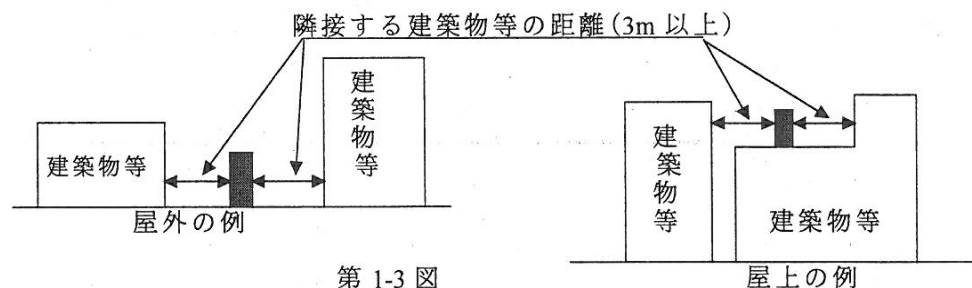 隣接する建築物等の距離(3m 以上)
建築物等
建築物等
屋外の例
建築物等
建築物等
屋上の例
第 1-3 図